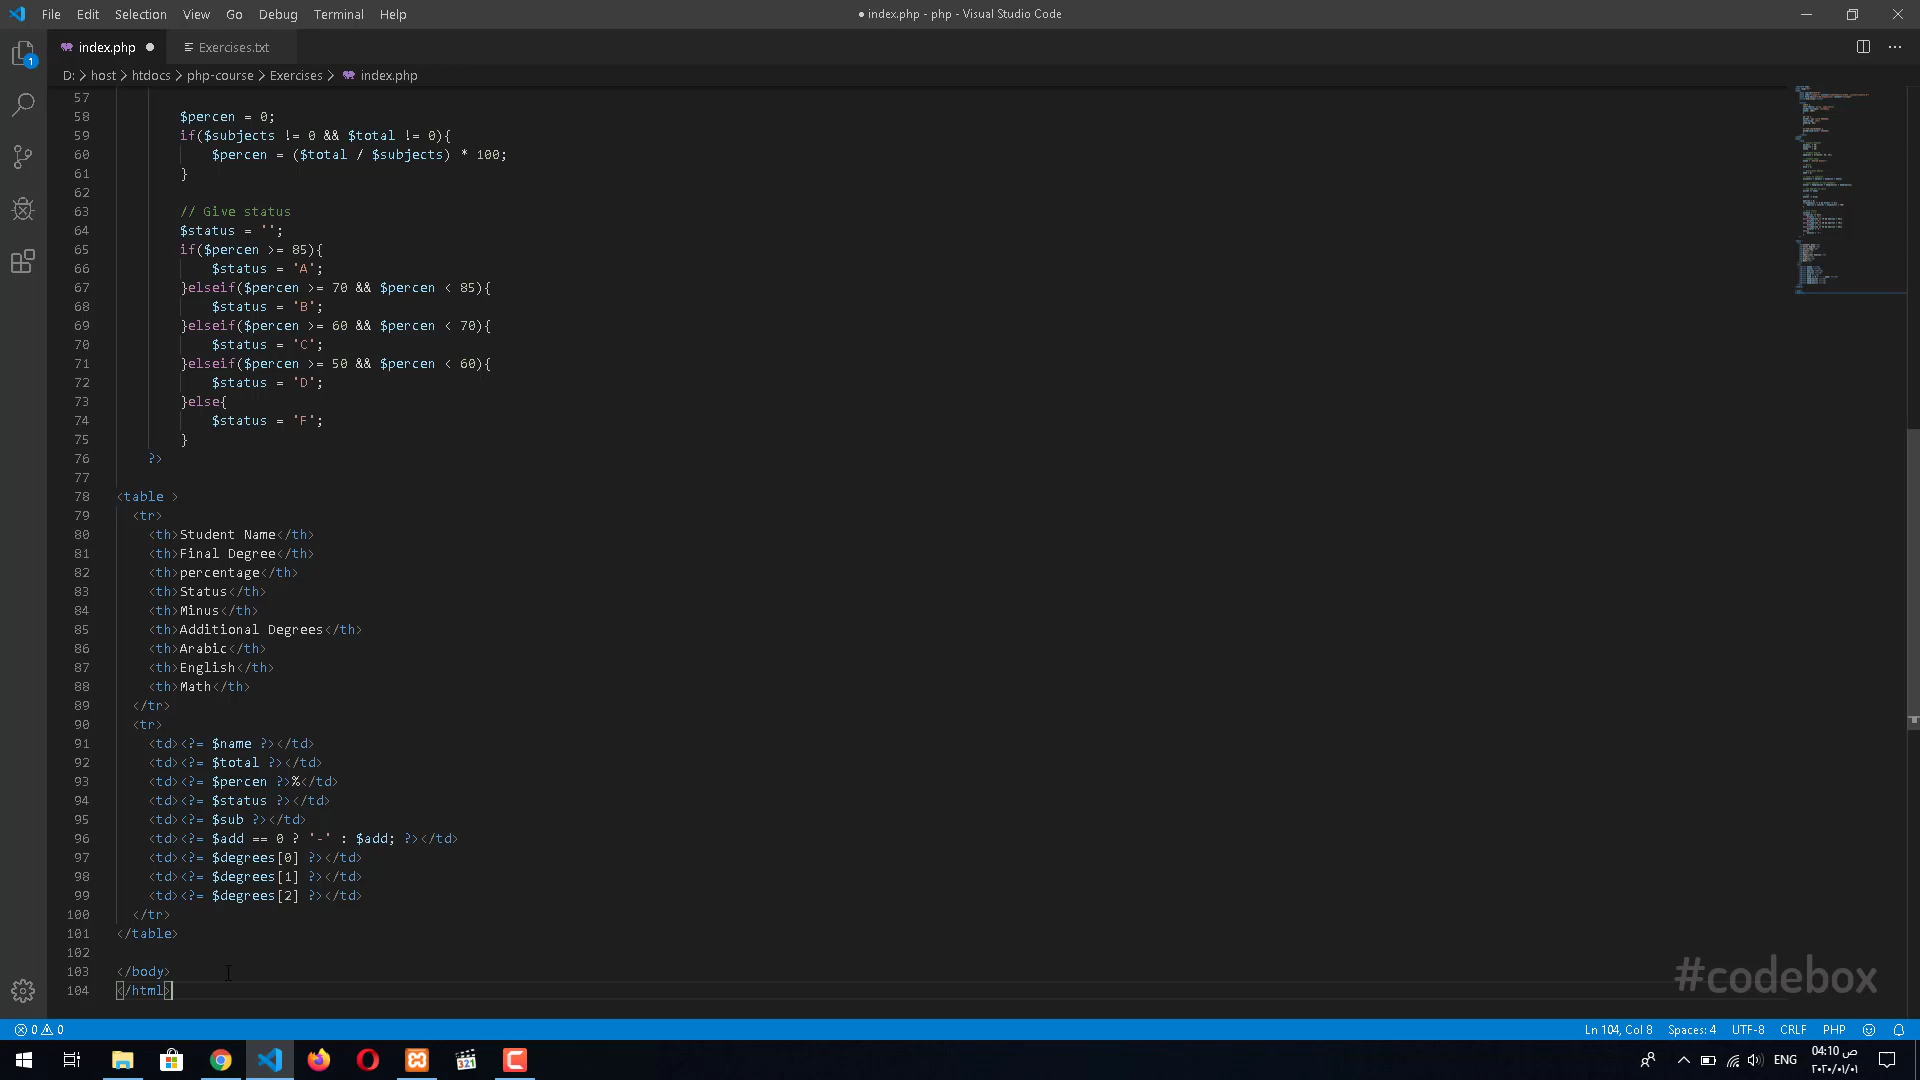 File Edit Selection View Go Debug Terminal Help
● index.php - php - Visual Studio Code
index.php ●
Exercises.txt
1
D: > host > htdocs > php-course > Exercises > index.php
57
58 $percen = 0;
59 if($subjects != 0 && $total != 0){
60 $percen = ($total / $subjects) * 100;
61 }
62
63 // Give status
64 $status = '';
65 if($percen >= 85){
66 $status = 'A';
67 }elseif($percen >= 70 && $percen < 85){
68 $status = 'B';
69 }elseif($percen >= 60 && $percen < 70){
70 $status = 'C';
71 }elseif($percen >= 50 && $percen < 60){
72 $status = 'D';
73 }else{
74 $status = 'F';
75 }
76 ?>
77
78 <table >
79 <tr>
80 <th>Student Name</th>
81 <th>Final Degree</th>
82 <th>percentage</th>
83 <th>Status</th>
84 <th>Minus</th>
85 <th>Additional Degrees</th>
86 <th>Arabic</th>
87 <th>English</th>
88 <th>Math</th>
89 </tr>
90 <tr>
91 <td><?= $name ?></td>
92 <td><?= $total ?></td>
93 <td><?= $percen ?>%</td>
94 <td><?= $status ?></td>
95 <td><?= $sub ?></td>
96 <td><?= $add == 0 ? '-' : $add; ?></td>
97 <td><?= $degrees[0] ?></td>
98 <td><?= $degrees[1] ?></td>
99 <td><?= $degrees[2] ?></td>
100 </tr>
101 </table>
102
103 </body>
104 </html>
#codebox
0 0
Ln 104, Col 8 Spaces: 4 UTF-8 CRLF PHP
321
ENG
04:10 ص
٢٠٢٠/٠١/٠١